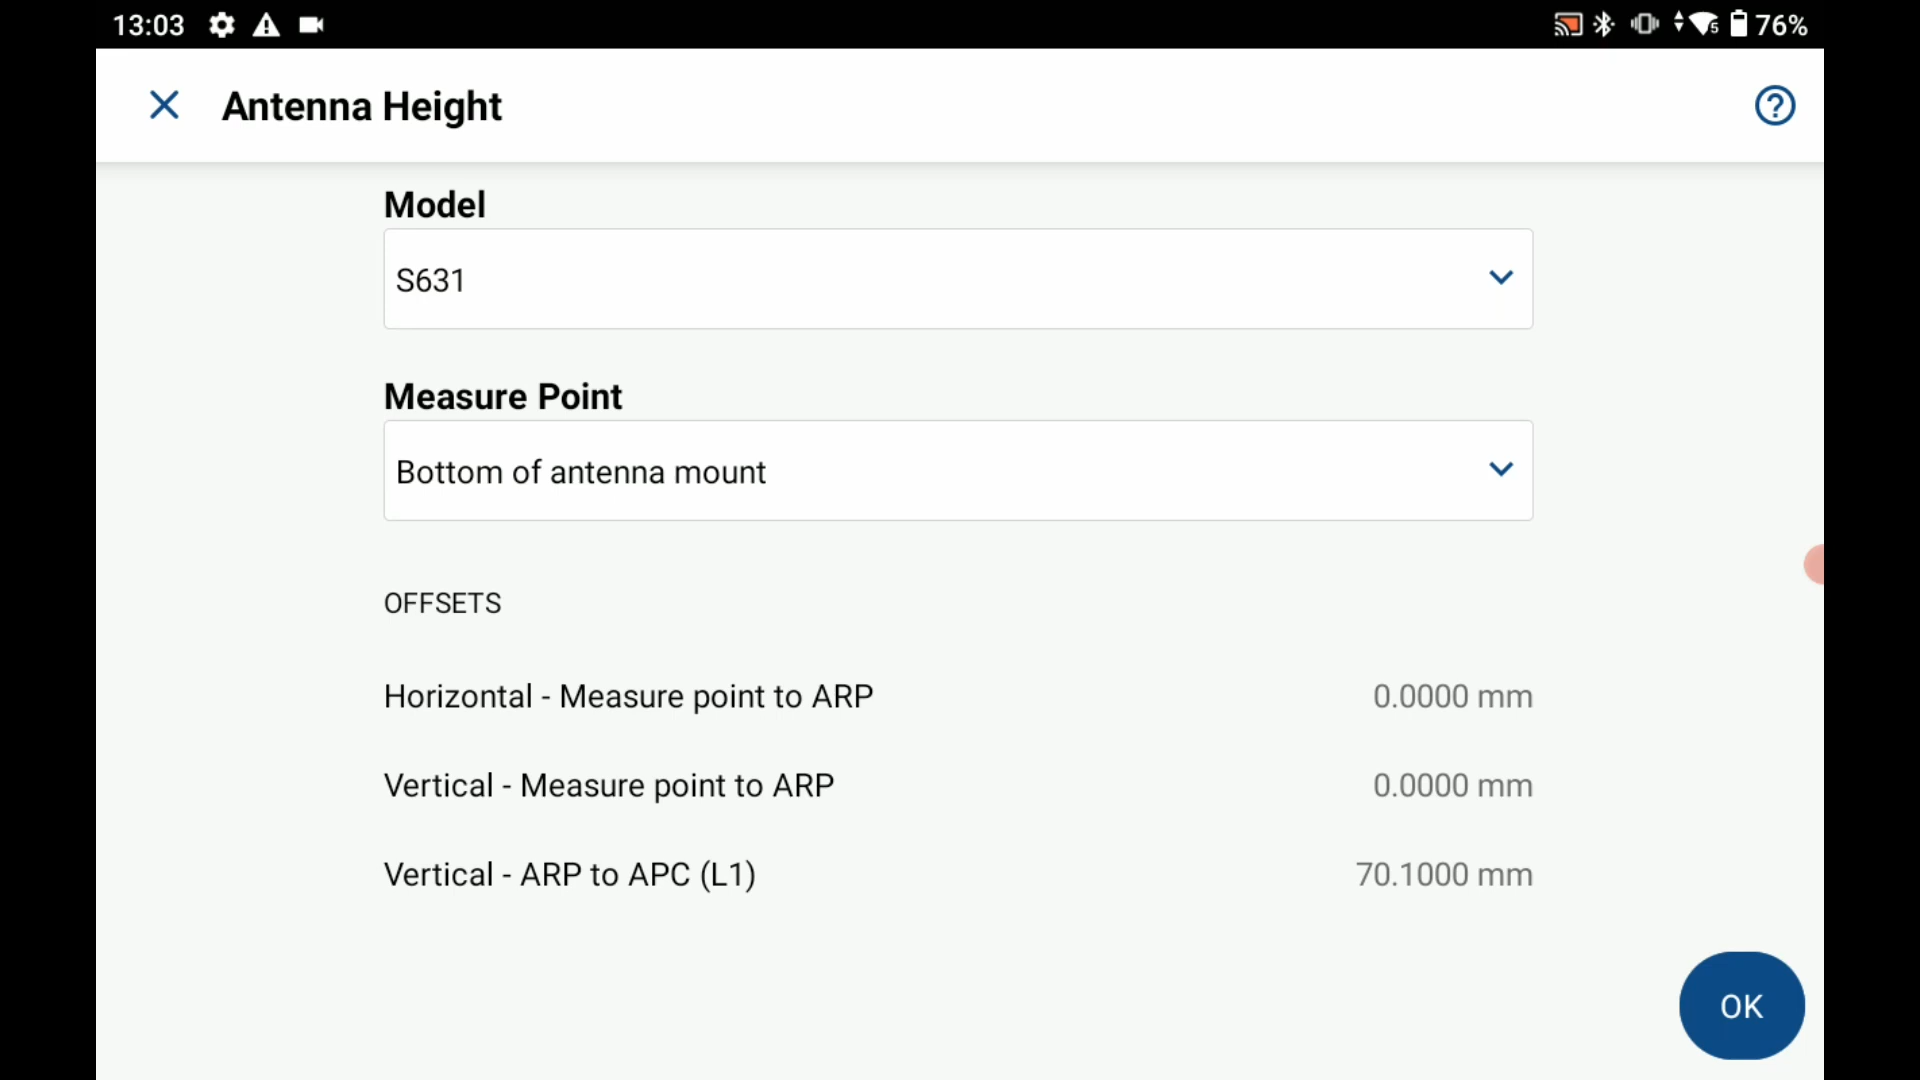 13:03
76%
Antenna Height
Model
S631
Measure Point
Bottom of antenna mount
OFFSETS
Horizontal - Measure point to ARP
0.0000 mm
Vertical - Measure point to ARP
0.0000 mm
Vertical - ARP to APC (L1)
70.1000 mm
OK